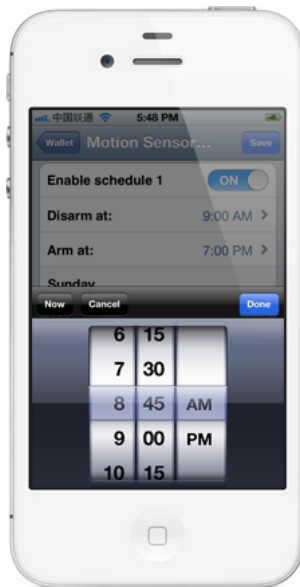 中国联通 5:48 PM
Wallet Motion Sensor... Save
Enable schedule 1 ON
Disarm at: 9:00 AM
Arm at: 7:00 PM
Sunday
Now Cancel Done
6 15
7 30
8 45 AM
9 00 PM
10 15